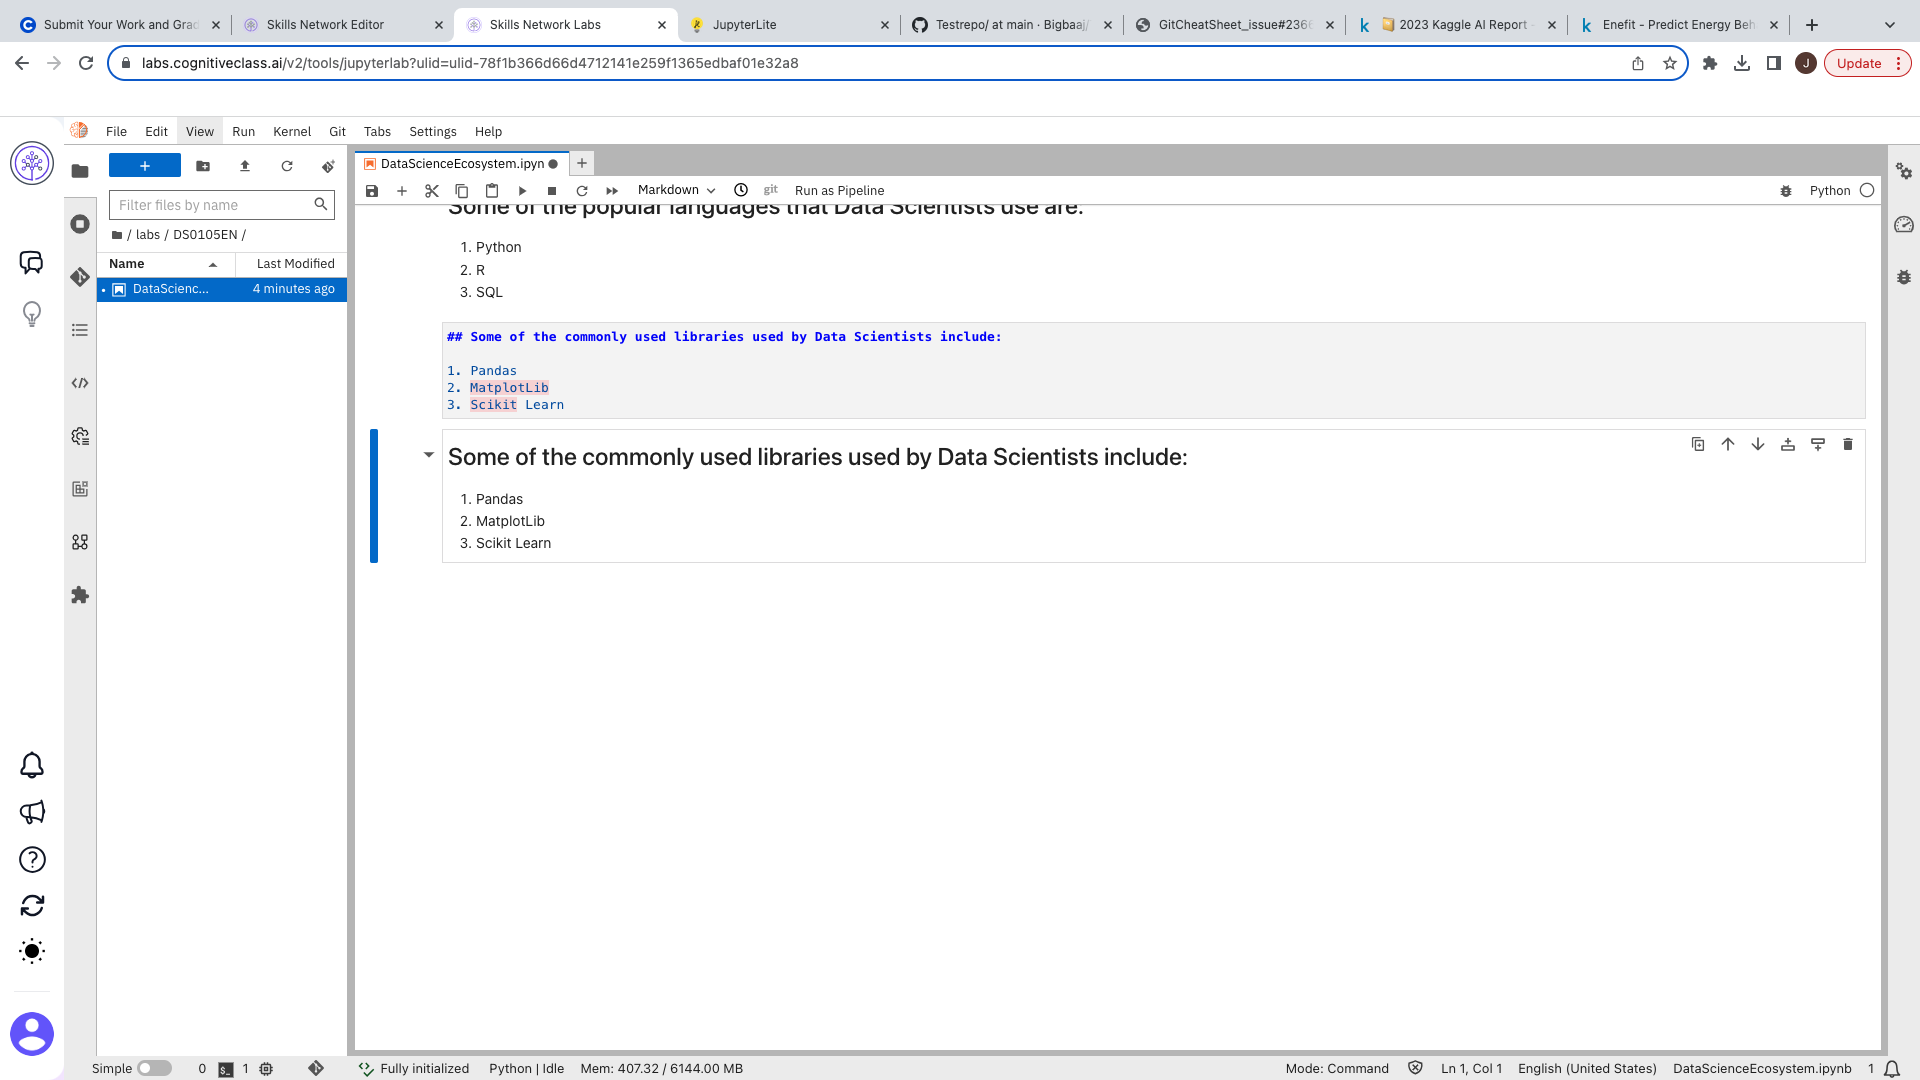 Submit Your Work and Grad
Skills Network Editor
Skills Network Labs
JupyterLite
Testrepo/ at main · Bigbaaj/
GitCheatSheet_issue#236
2023 Kaggle AI Report -
Enefit - Predict Energy Beh
labs.cognitiveclass.ai/v2/tools/jupyterlab?ulid=ulid-78f1b366d66d4712141e259f1365edbaf01e32a8
J
Update
File Edit View Run Kernel Git Tabs Settings Help
Filter files by name
/ labs / DS0105EN /
Name Last Modified
DataScienc... 4 minutes ago
DataScienceEcosystem.ipyn
Markdown
git
Run as Pipeline
Python
Some of the popular languages that Data Scientists use are:
1. Python
2. R
3. SQL
## Some of the commonly used libraries used by Data Scientists include:
1. Pandas
2. MatplotLib
3. Scikit Learn
Some of the commonly used libraries used by Data Scientists include:
1. Pandas
2. MatplotLib
3. Scikit Learn
Simple 0 $_ 1 Fully initialized Python | Idle Mem: 407.32 / 6144.00 MB Mode: Command Ln 1, Col 1 English (United States) DataScienceEcosystem.ipynb 1